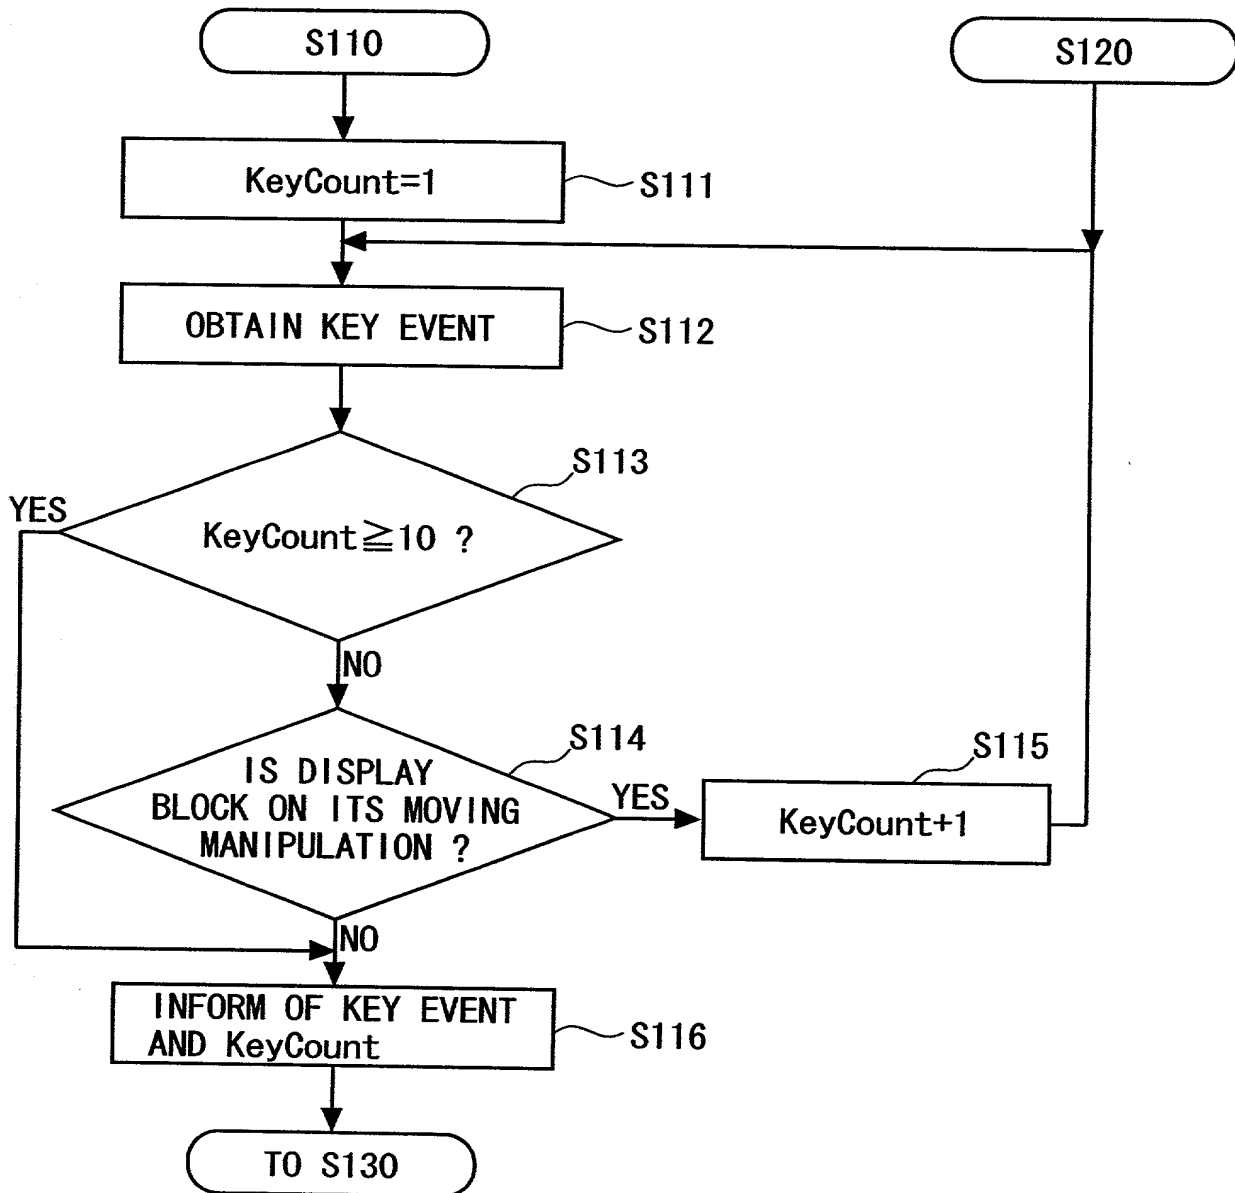 S110
S120
KeyCount=1
S111
OBTAIN KEY EVENT
S112
S113
YES
KeyCount≧10 ?
NO
S114
IS DISPLAY
BLOCK ON ITS MOVING
MANIPULATION ?
YES
S115
KeyCount+1
NO
INFORM OF KEY EVENT
AND KeyCount
S116
TO S130